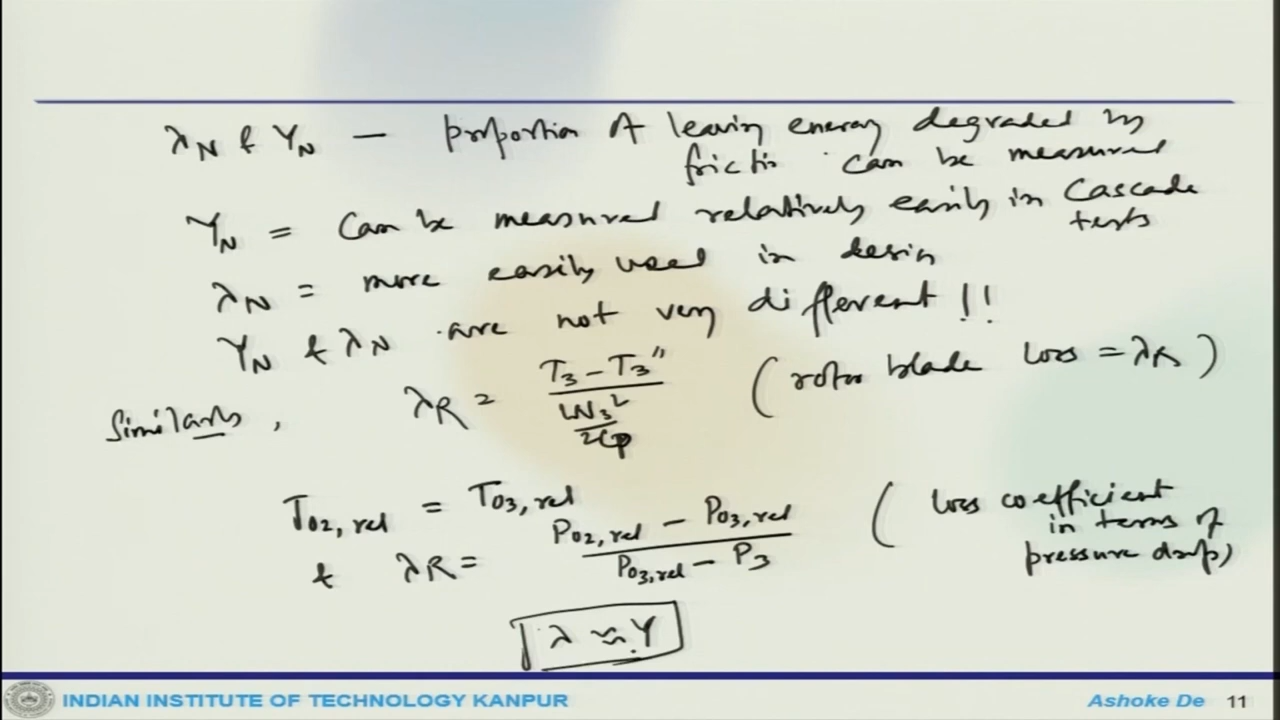 λN & YN — proportion of leaving energy degraded by
friction can be measured
YN = Can be measured relatively easily in Cascade
tests
λN = more easily used in design
YN & λN are not very different !!
Similarly, λR = (T3 - T3'') / (W3² / 2Cp) (rotor blade loss = λR)
T02,rel = T03,rel
& λR = (P02,rel - P03,rel) / (P03,rel - P3) (loss coefficient
in terms of
pressure drop)
λ ≈ Y
INDIAN INSTITUTE OF TECHNOLOGY KANPUR
Ashoke De 11